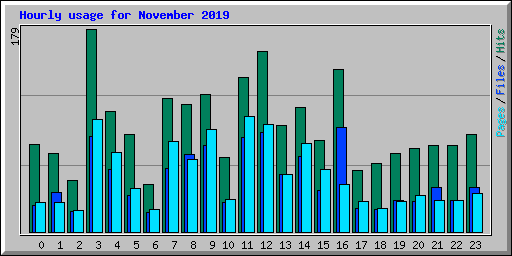 Hourly usage for November 2019
179
Pages / Files / Hits
0 1 2 3 4 5 6 7 8 9 10 11 12 13 14 15 16 17 18 19 20 21 22 23